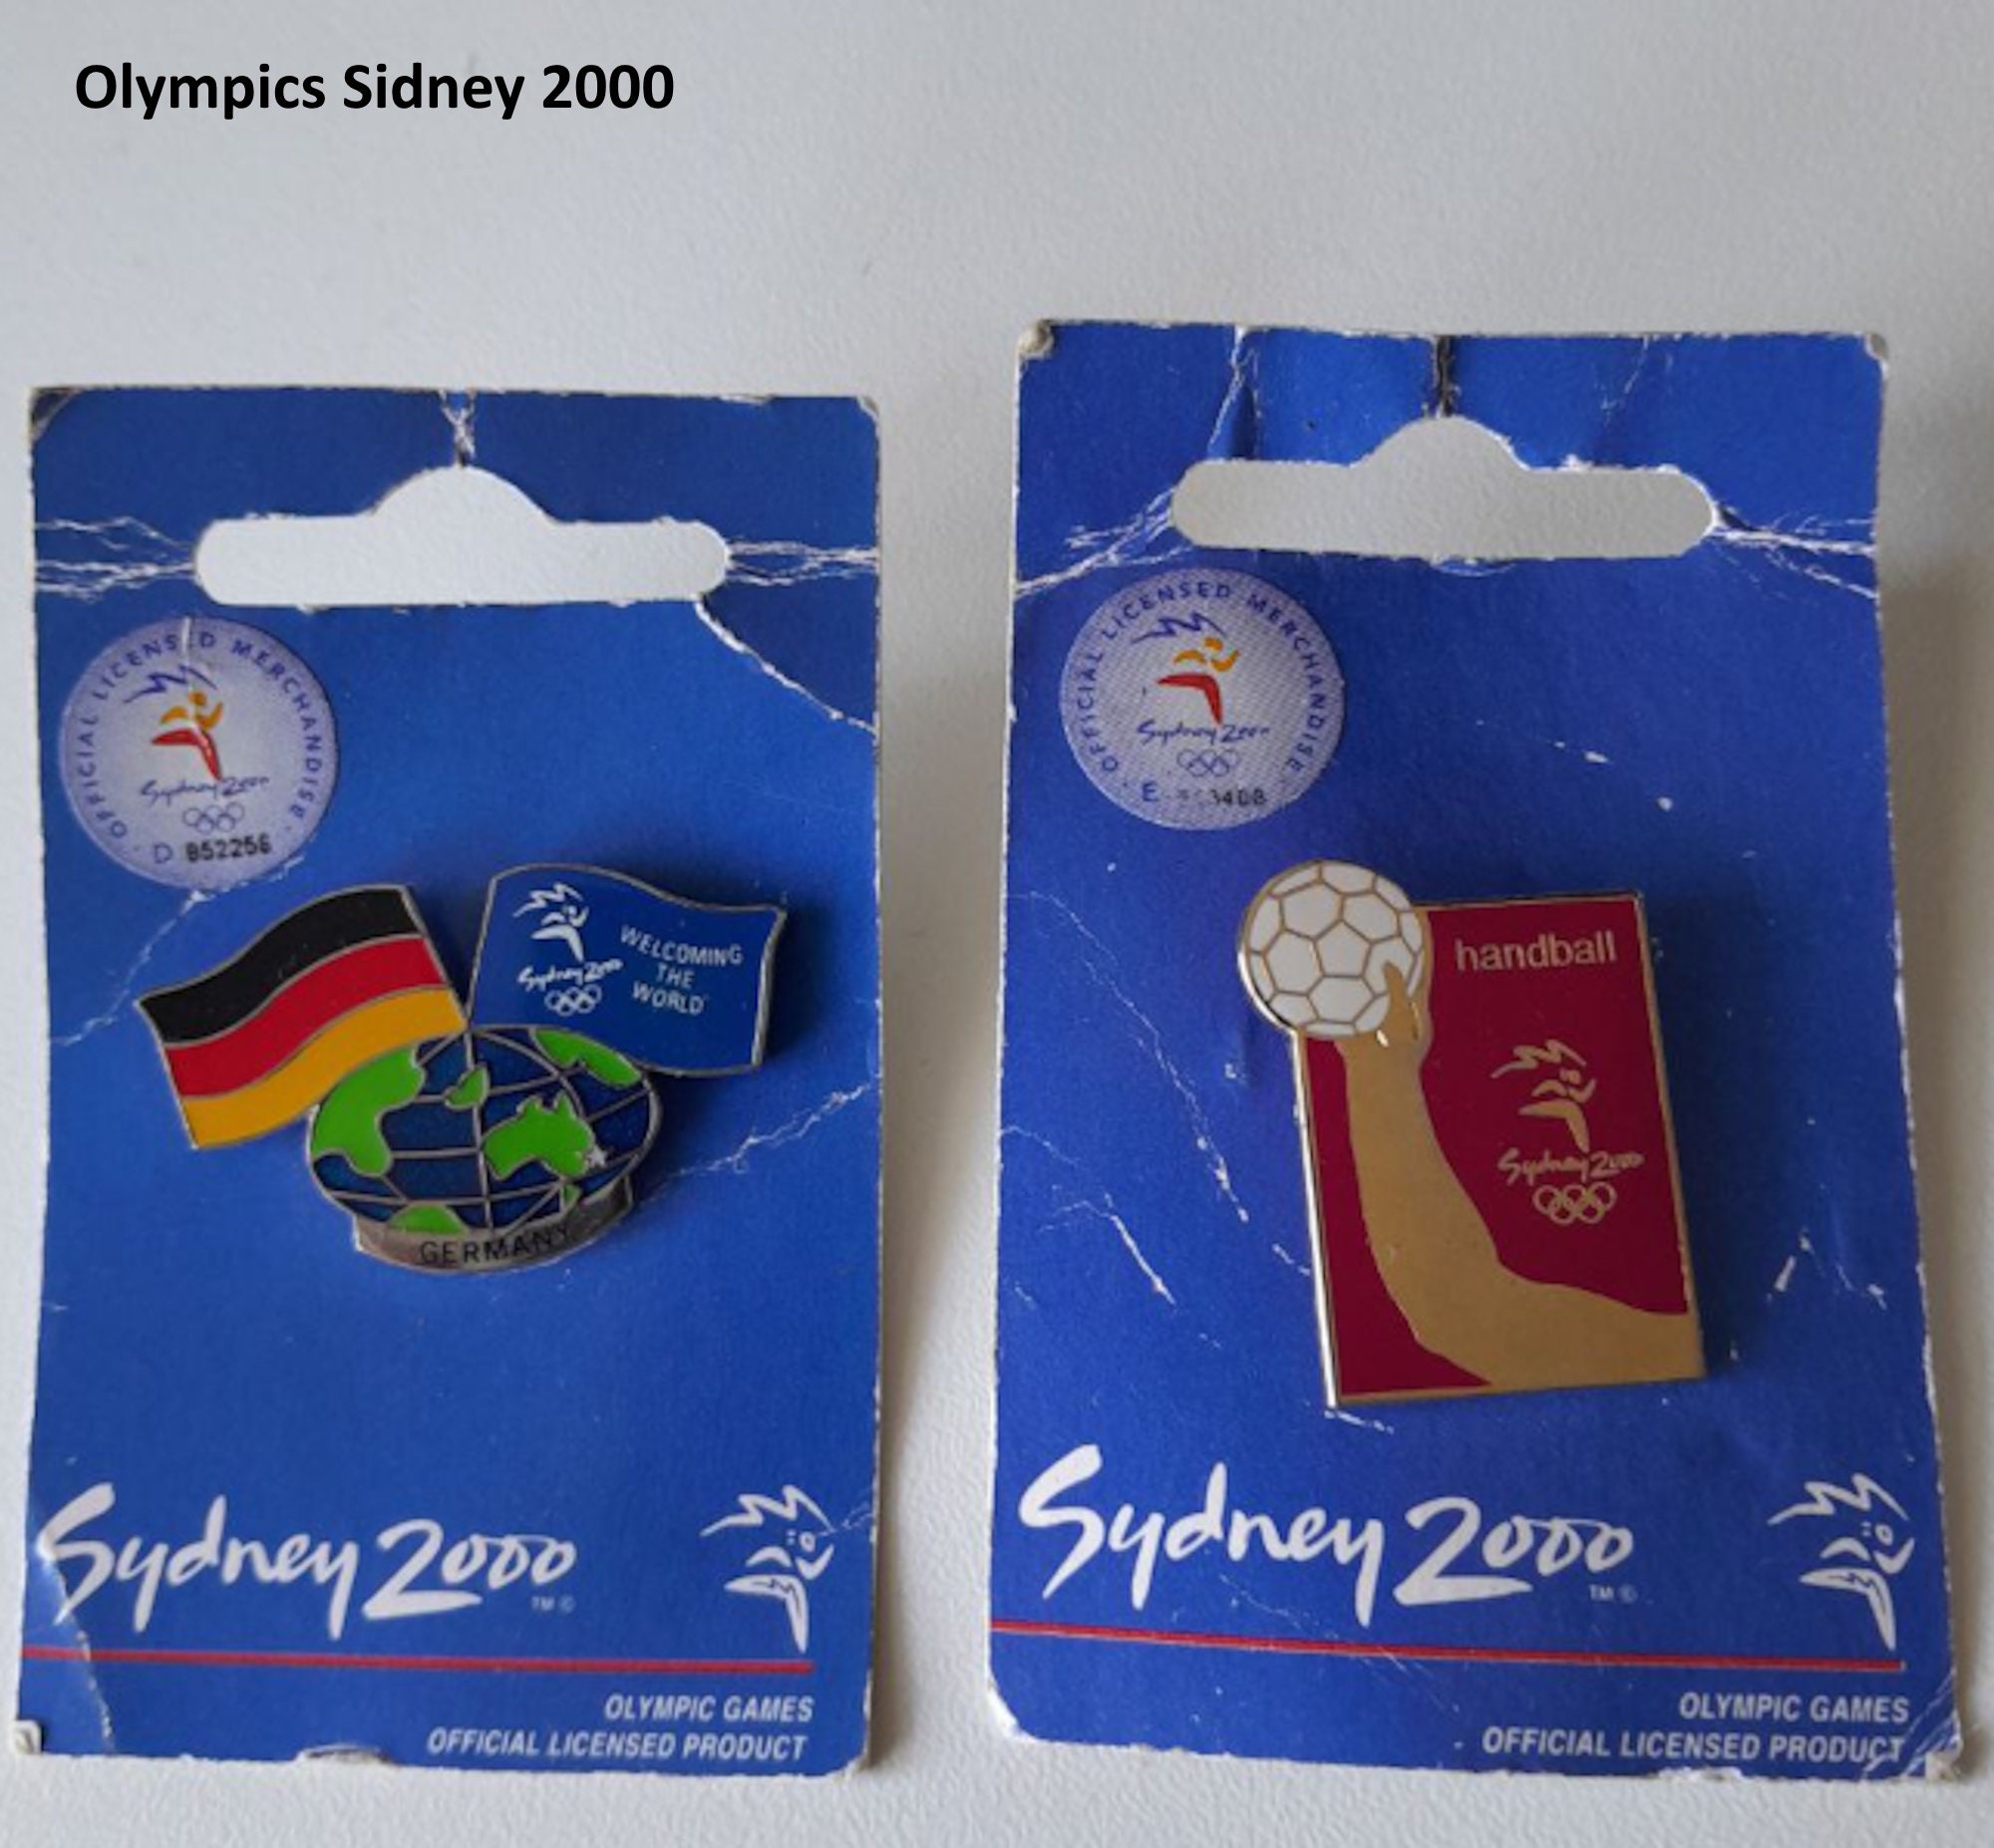 Olympics Sidney 2000
OFFICIAL LICENSED MERCHANDISE
Sydney 2000
D 852256
WELCOMING
THE
WORLD
Sydney 2000
GERMANY
Sydney 2000
TM ©
OLYMPIC GAMES
OFFICIAL LICENSED PRODUCT
OFFICIAL LICENSED MERCHANDISE
Sydney 2000
E
handball
Sydney 2000
Sydney 2000
TM ©
OLYMPIC GAMES
OFFICIAL LICENSED PRODUCT